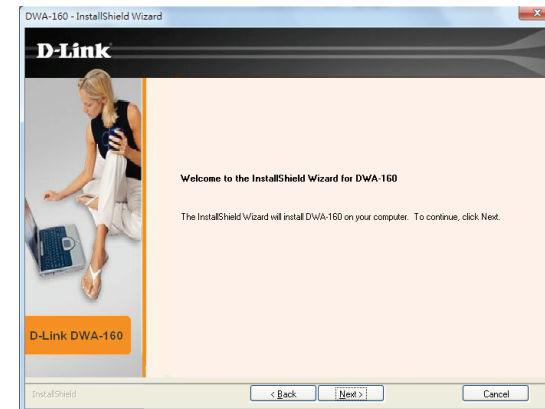 DWA-160 - InstallShield Wizard
D-Link
Welcome to the InstallShield Wizard for DWA-160
The InstallShield Wizard will install DWA-160 on your computer. To continue, click Next.
D-Link DWA-160
InstallShield
< Back
Next >
Cancel